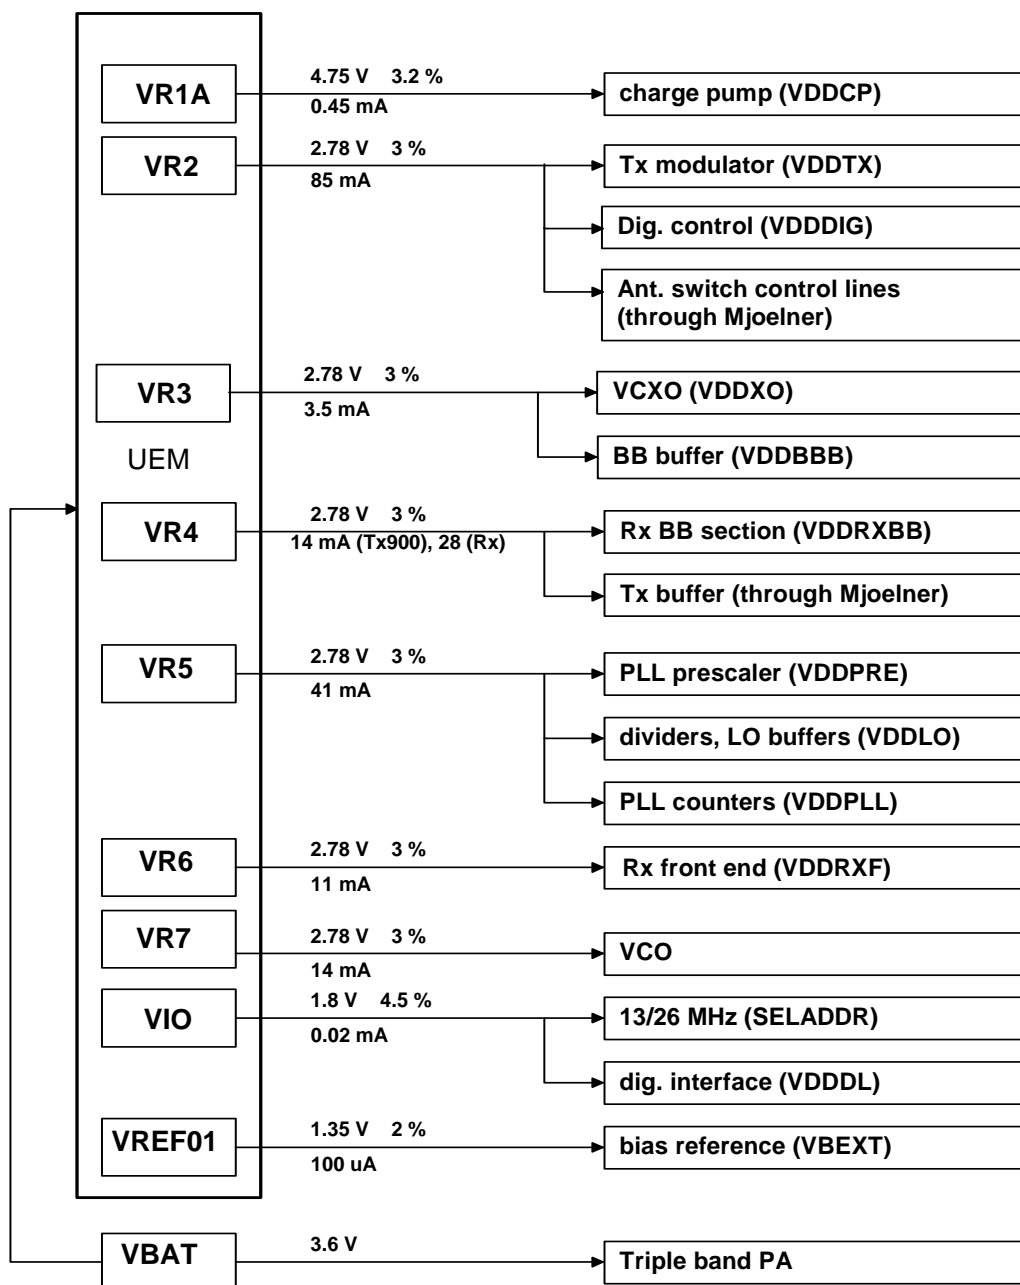 VR1A
4.75 V 3.2 %
0.45 mA
charge pump (VDDCP)
VR2
2.78 V 3 %
85 mA
Tx modulator (VDDTX)
Dig. control (VDDDIG)
Ant. switch control lines
(through Mjoelner)
VR3
2.78 V 3 %
3.5 mA
VCXO (VDDXO)
BB buffer (VDDBBB)
UEM
VR4
2.78 V 3 %
14 mA (Tx900), 28 (Rx)
Rx BB section (VDDRXBB)
Tx buffer (through Mjoelner)
VR5
2.78 V 3 %
41 mA
PLL prescaler (VDDPRE)
dividers, LO buffers (VDDLO)
PLL counters (VDDPLL)
VR6
2.78 V 3 %
11 mA
Rx front end (VDDRXF)
VR7
2.78 V 3 %
14 mA
VCO
VIO
1.8 V 4.5 %
0.02 mA
13/26 MHz (SELADDR)
dig. interface (VDDDL)
VREF01
1.35 V 2 %
100 uA
bias reference (VBEXT)
VBAT
3.6 V
Triple band PA